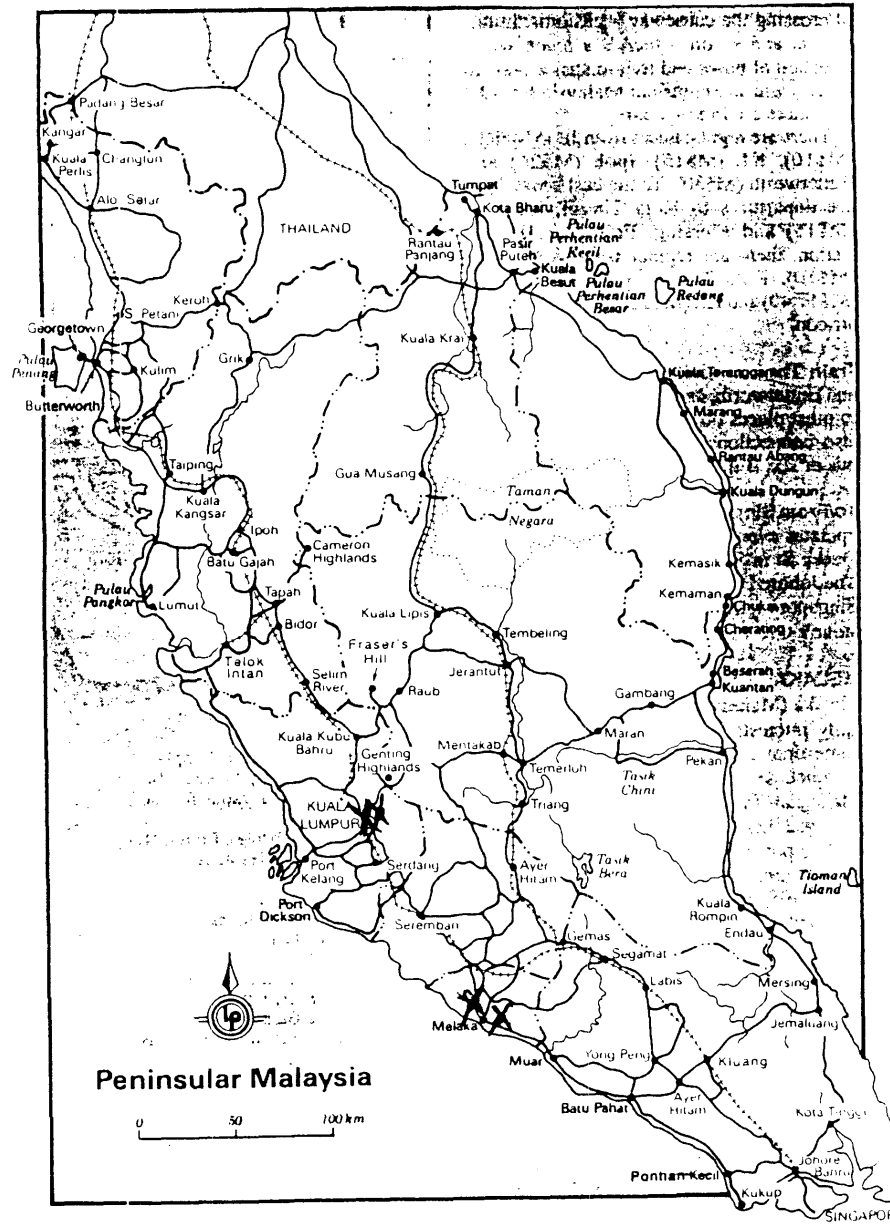 Padang Besar
Kangar
Kuala
Perlis
Changlun
Alo Setar
THAILAND
Tumpat
Kota Bharu
Rantau
Panjang
Pasir
Puteh
Pulau
Perhentian
Kecil
Kuala
Besut
Pulau
Perhentian
Besar
Pulau
Redang
Keroh
S Petani
Georgetown
Pulau
Penang
Kulim
Grik
Kuala Krai
Butterworth
Kuala Terengganu
Marang
Taiping
Kuala
Kangsar
Gua Musang
Rantau Abang
Taman
Negara
Kuala Dungun
Ipoh
Batu Gajah
Cameron
Highlands
Kemasik
Pulau
Pangkor
Lumut
Tapah
Bidor
Kuala Lipis
Kemaman
Chukai
Cherating
Tembeling
Telok
Intan
Fraser's
Hill
Jerantut
Selim
River
Raub
Beserah
Kuantan
Gambang
Kuala Kubu
Bahru
Genting
Highlands
Mentakab
Maran
Temerluh
Tasik
Chini
Pekan
KUALA
LUMPUR
Triang
Port
Kelang
Serdang
Ayer
Hitam
Tasik
Bera
Tioman
Island
Port
Dickson
Seremban
Kuala
Rompin
Endau
Gemas
Segamat
Labis
Mersing
Melaka
Jemaluang
Muar
Yong Peng
Kluang
Peninsular Malaysia
0 50 100 km
Batu Pahat
Ayer
Hitam
Kota Tinggi
Pontian Kecil
Johore
Bahru
Kukup
SINGAPOR